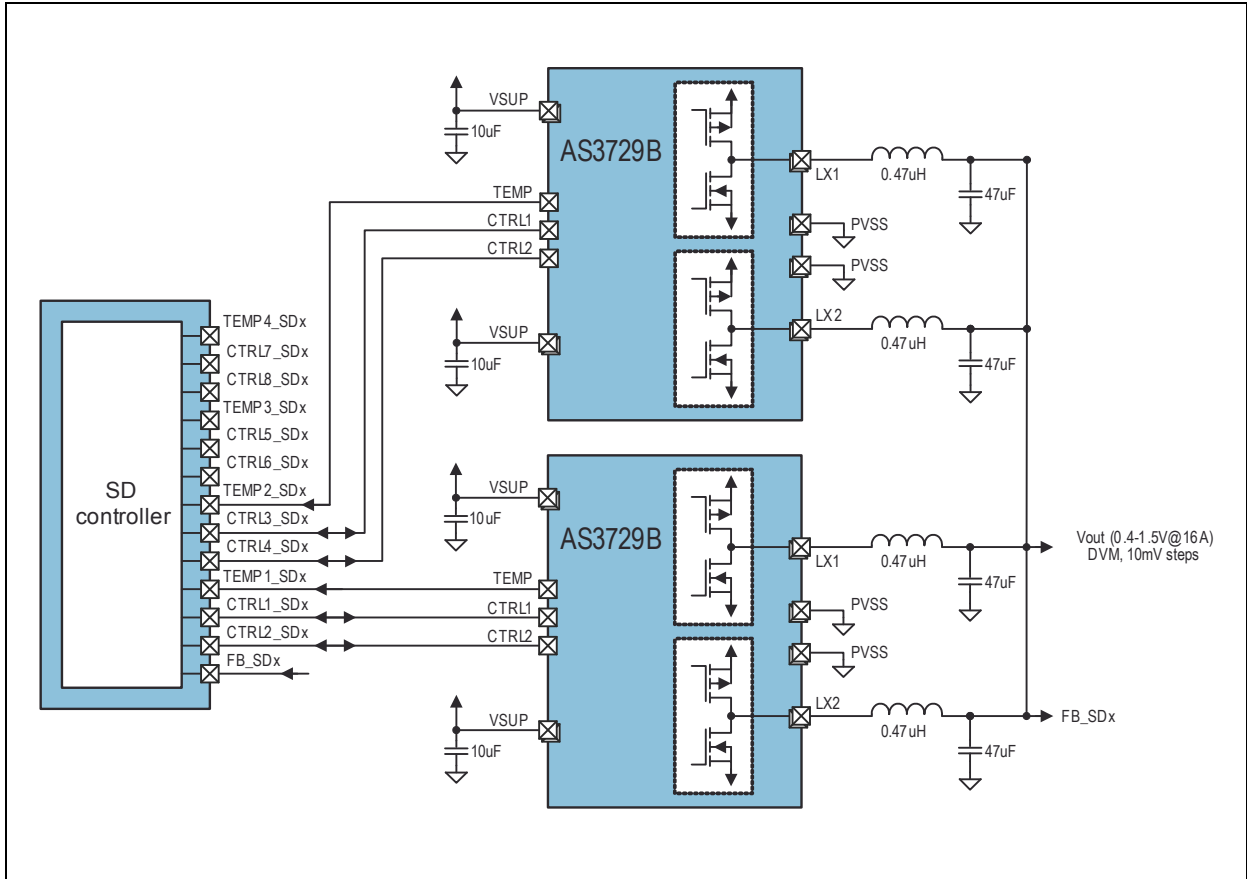 VSUP
10uF
AS3729B
LX1
0.47uH
47uF
TEMP
CTRL1
CTRL2
PVSS
PVSS
VSUP
10uF
LX2
0.47uH
47uF
SD
controller
TEMP4_SDx
CTRL7_SDx
CTRL8_SDx
TEMP3_SDx
CTRL5_SDx
CTRL6_SDx
TEMP2_SDx
CTRL3_SDx
CTRL4_SDx
TEMP1_SDx
CTRL1_SDx
CTRL2_SDx
FB_SDx
VSUP
10uF
AS3729B
LX1
0.47uH
47uF
Vout (0.4-1.5V@16A)
DVM, 10mV steps
TEMP
CTRL1
CTRL2
PVSS
PVSS
VSUP
10uF
LX2
0.47uH
47uF
FB_SDx